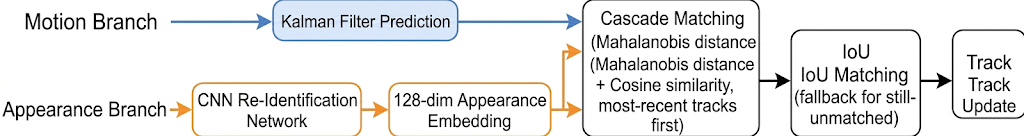 Motion Branch
Kalman Filter Prediction
Appearance Branch
CNN Re-Identification
Network
128-dim Appearance
Embedding
Cascade Matching
(Mahalanobis distance
(Mahalanobis distance
+ Cosine similarity,
most-recent tracks
first)
IoU
IoU Matching
(fallback for still-
unmatched)
Track
Track
Update